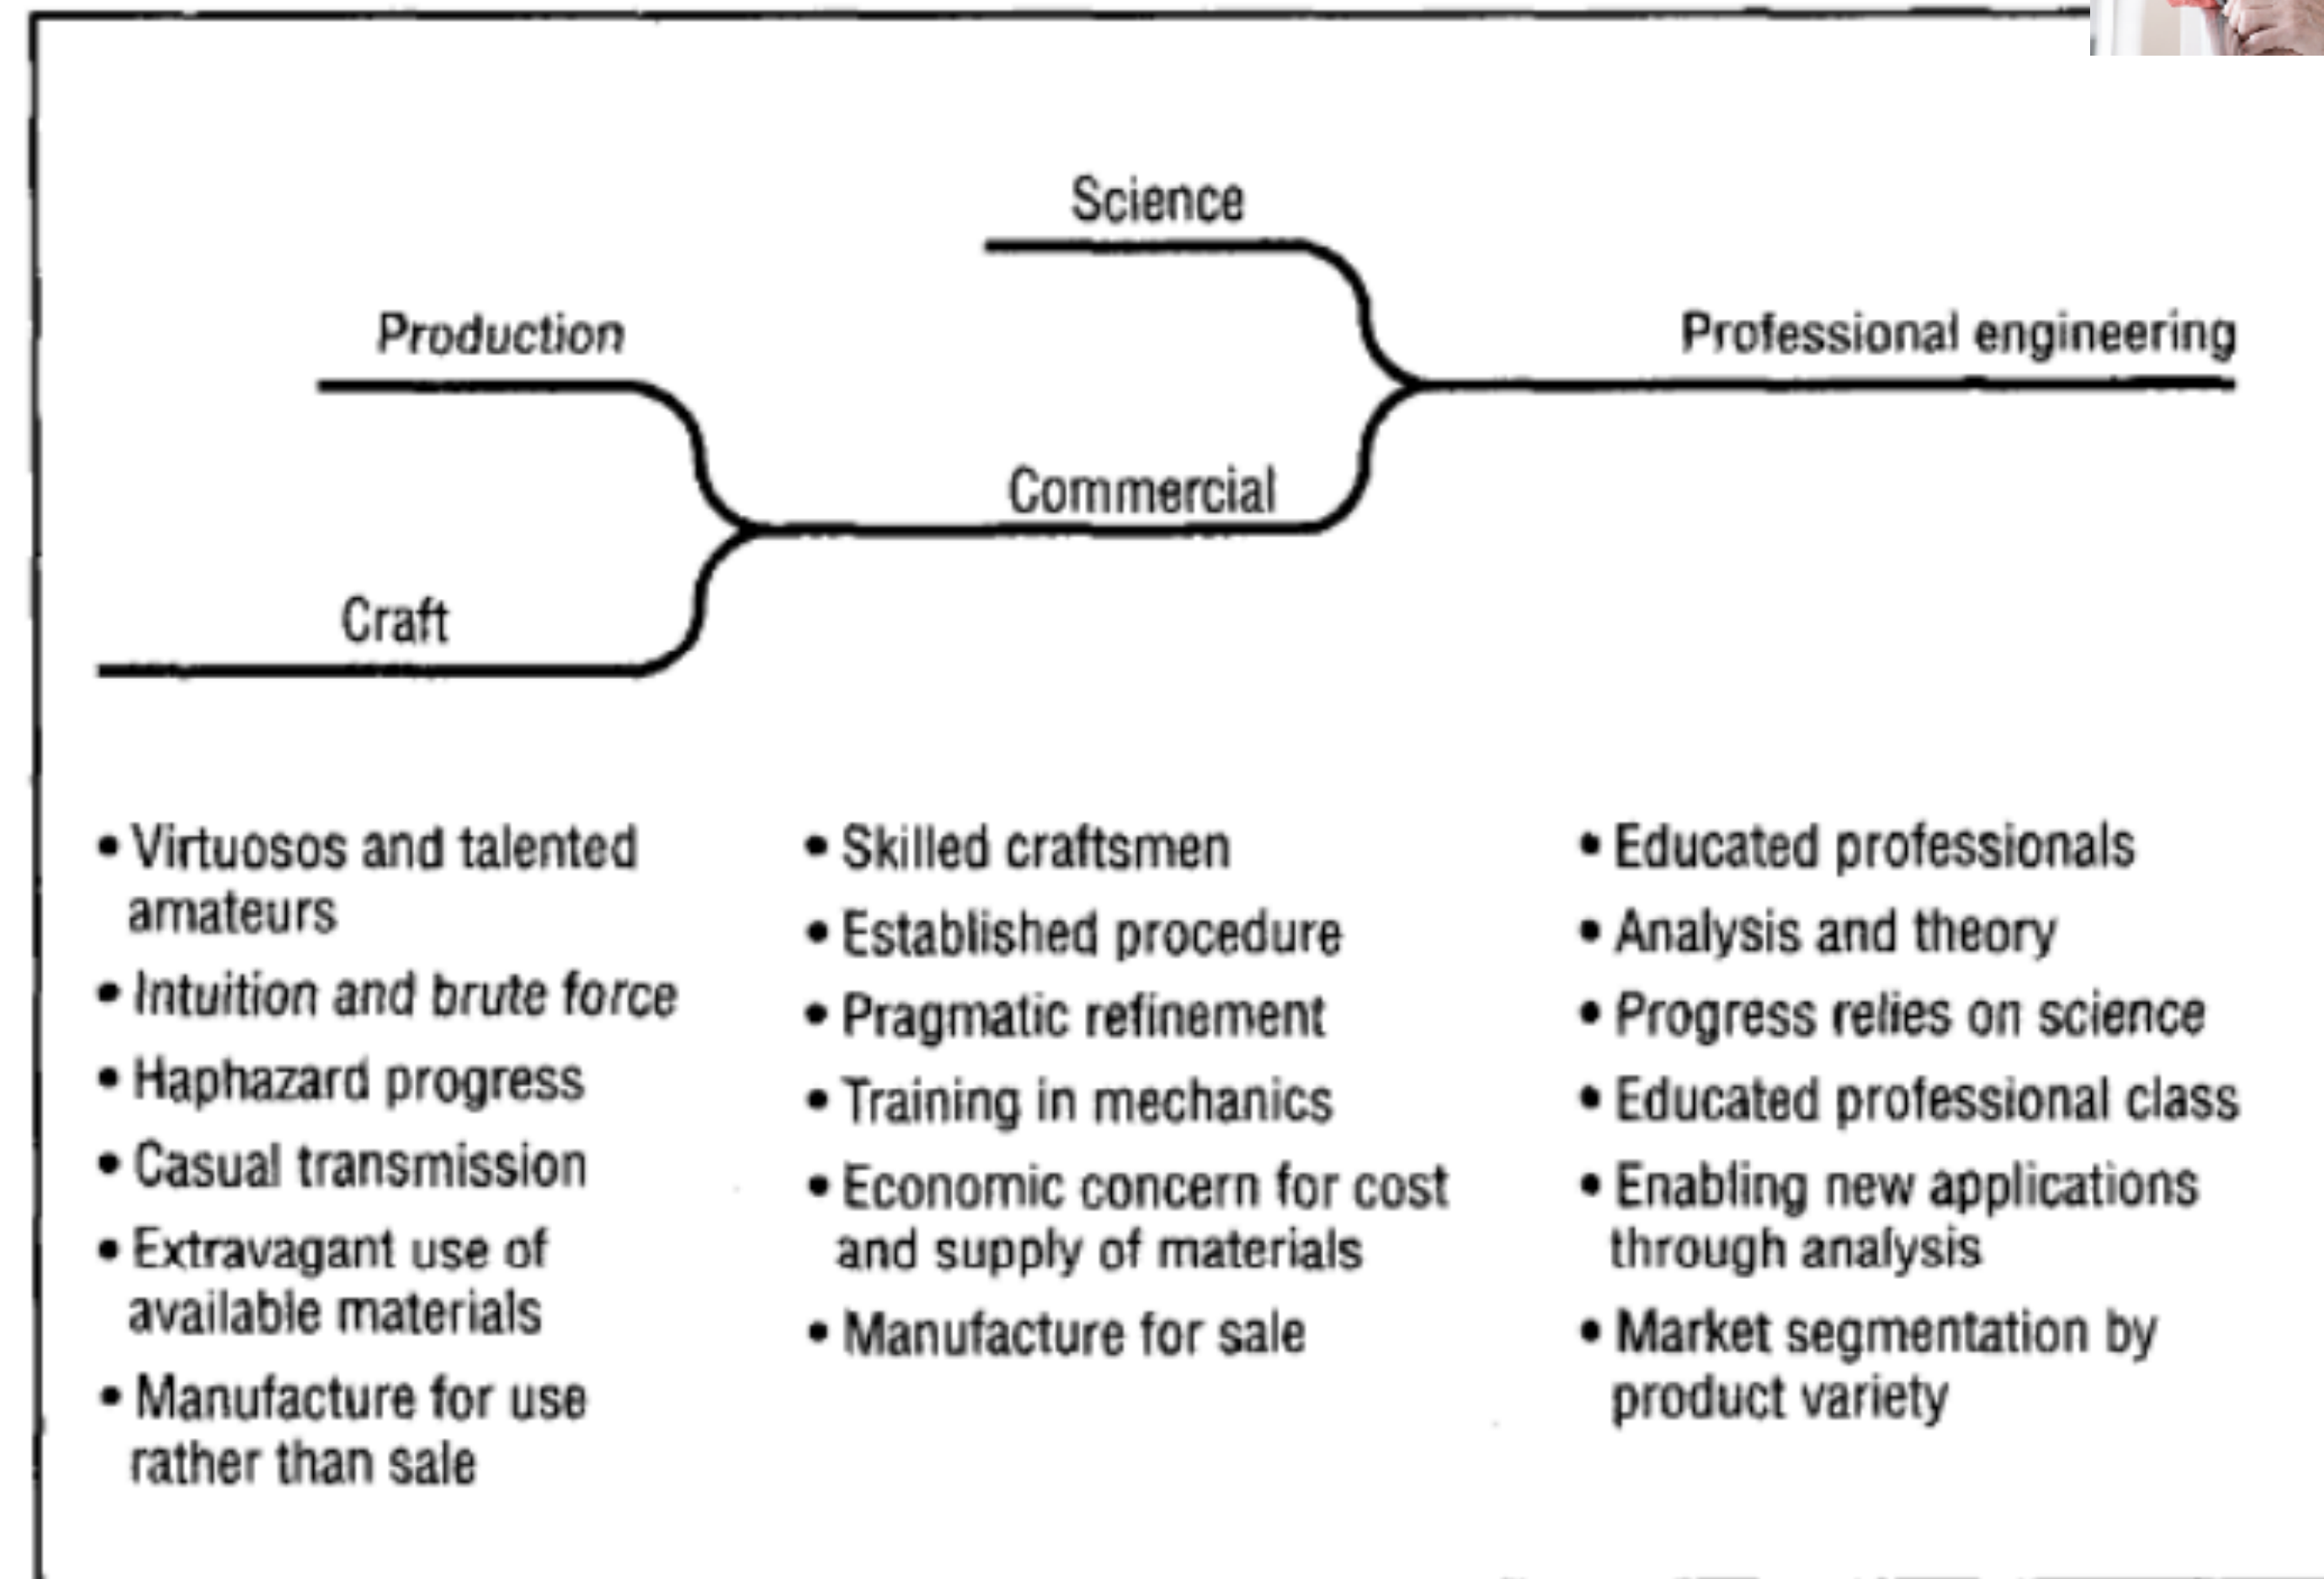 Science
Production
Professional engineering
Commercial
Craft
• Virtuosos and talented
amateurs
• Intuition and brute force
• Haphazard progress
• Casual transmission
• Extravagant use of
available materials
• Manufacture for use
rather than sale
• Skilled craftsmen
• Established procedure
• Pragmatic refinement
• Training in mechanics
• Economic concern for cost
and supply of materials
• Manufacture for sale
• Educated professionals
• Analysis and theory
• Progress relies on science
• Educated professional class
• Enabling new applications
through analysis
• Market segmentation by
product variety